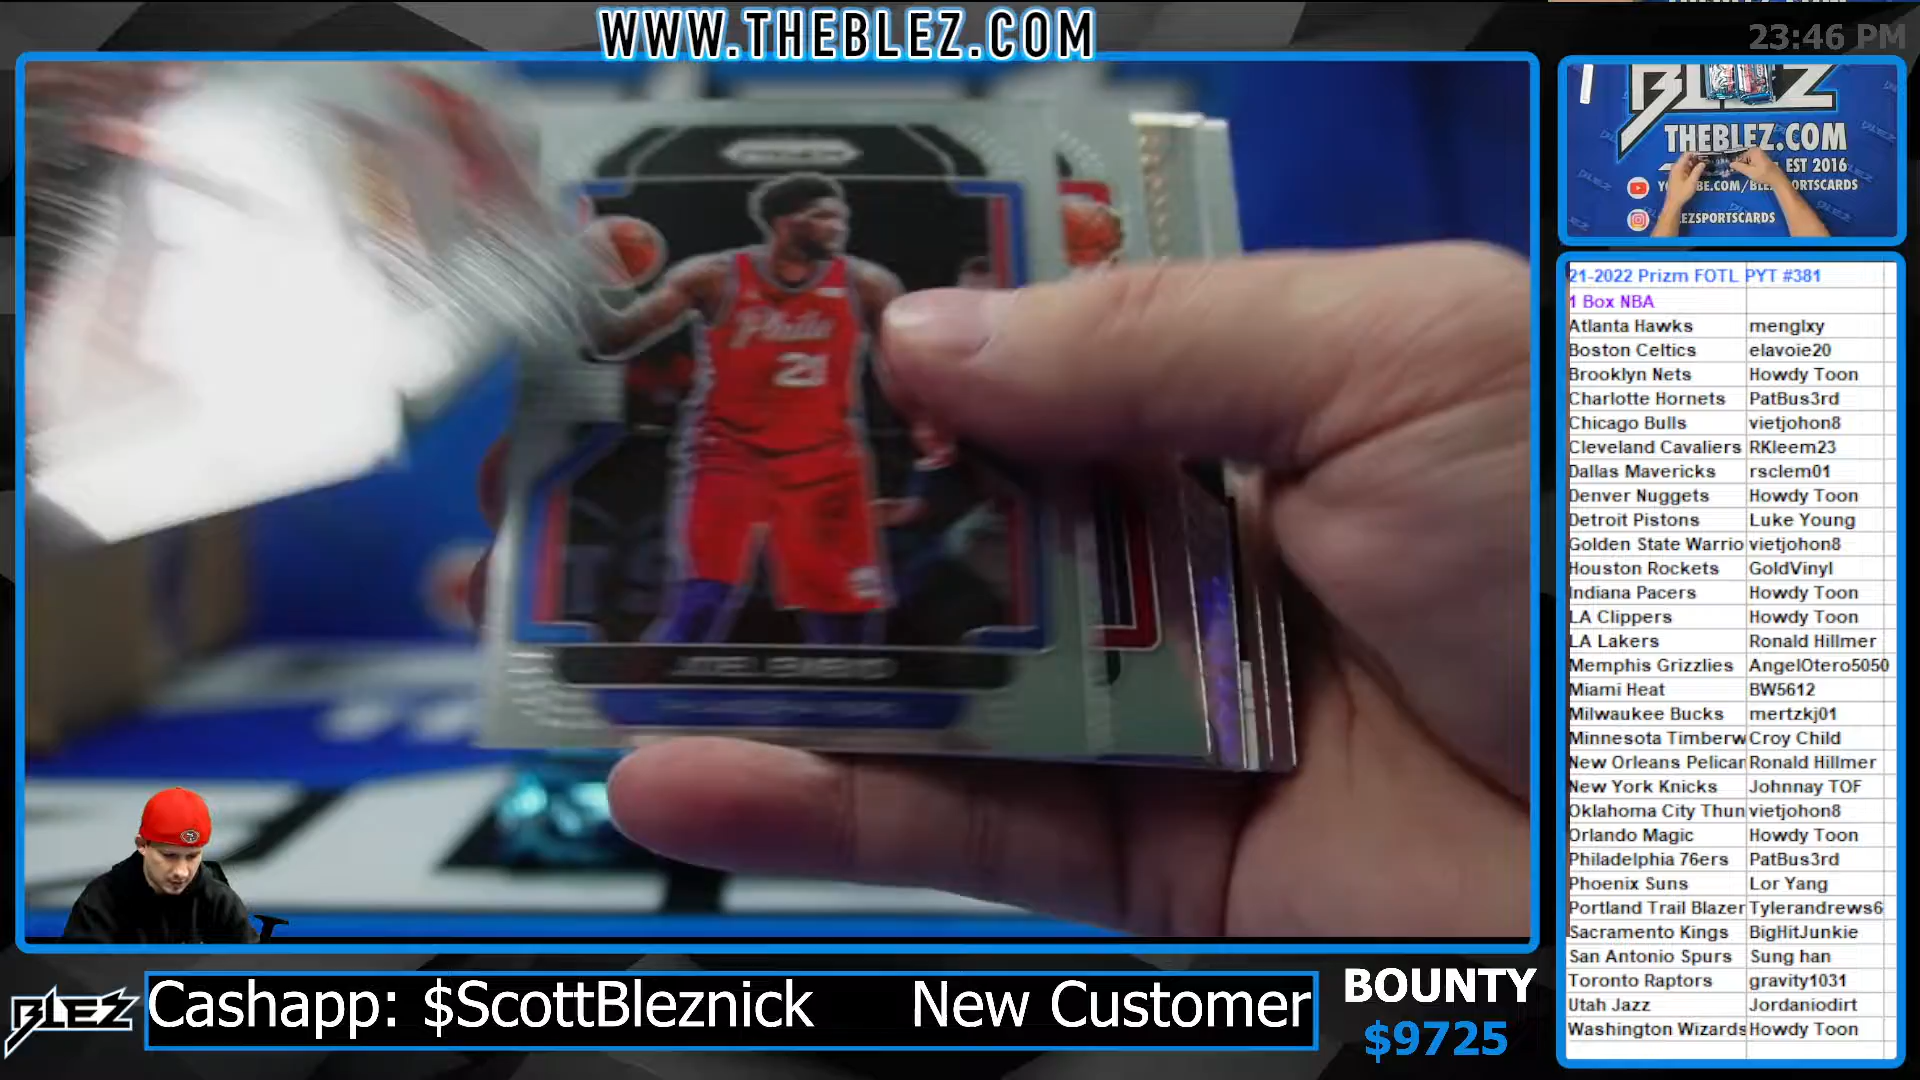 WWW.THEBLEZ.COM
23:46 PM
BLEZ
THEBLEZ.COM
EST 2016
21-2022 Prizm FOTL PYT #381
1 Box NBA
Atlanta Hawks menglxy
Boston Celtics elavoie20
Brooklyn Nets Howdy Toon
Charlotte Hornets PatBus3rd
Chicago Bulls vietjohon8
Cleveland Cavaliers RKleem23
Dallas Mavericks rsclem01
Denver Nuggets Howdy Toon
Detroit Pistons Luke Young
Golden State Warrio vietjohon8
Houston Rockets GoldVinyl
Indiana Pacers Howdy Toon
LA Clippers Howdy Toon
LA Lakers Ronald Hillmer
Memphis Grizzlies AngelOtero5050
Miami Heat BW5612
Milwaukee Bucks mertzkj01
Minnesota Timberw Croy Child
New Orleans Pelican Ronald Hillmer
New York Knicks Johnnay TOF
Oklahoma City Thun vietjohon8
Orlando Magic Howdy Toon
Philadelphia 76ers PatBus3rd
Phoenix Suns Lor Yang
Portland Trail Blazer Tylerandrews6
Sacramento Kings BigHitJunkie
San Antonio Spurs Sung han
Toronto Raptors gravity1031
Utah Jazz Jordaniodirt
Washington Wizards Howdy Toon
Phila
21
JOEL EMBIID
BLEZ
Cashapp: $ScottBleznick New Customer
BOUNTY
$9725